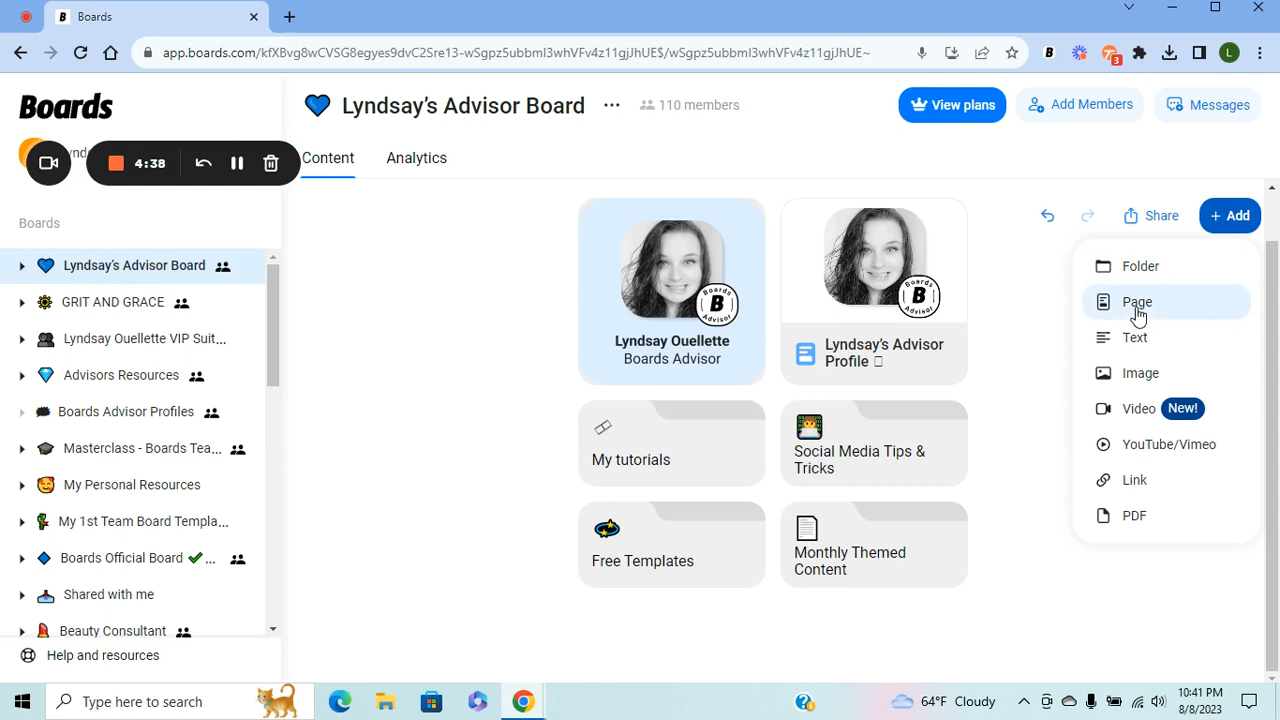 Boards
app.boards.com/kfXBvg8wCVSG8egyes9dvC2Sre13-wSgpz5ubbmI3whVFv4z11gjJhUE$/wSgpz5ubbmI3whVFv4z11gjJhUE~
B
3
L
Boards
4:38
Boards
Lyndsay's Advisor Board
GRIT AND GRACE
Lyndsay Ouellette VIP Suit...
Advisors Resources
Boards Advisor Profiles
Masterclass - Boards Tea...
My Personal Resources
My 1st Team Board Templa...
Boards Official Board ✔...
Shared with me
Beauty Consultant
Help and resources
Lyndsay's Advisor Board ... 110 members
View plans
Add Members
Messages
Content
Analytics
Share
+ Add
Boards
B
Advisor
Lyndsay Ouellette
Boards Advisor
Boards
B
Advisor
Lyndsay's Advisor
Profile
My tutorials
Social Media Tips &
Tricks
Free Templates
Monthly Themed
Content
Folder
Page
Text
Image
Video New!
YouTube/Vimeo
Link
PDF
Type here to search
64°F Cloudy
10:41 PM
8/8/2023